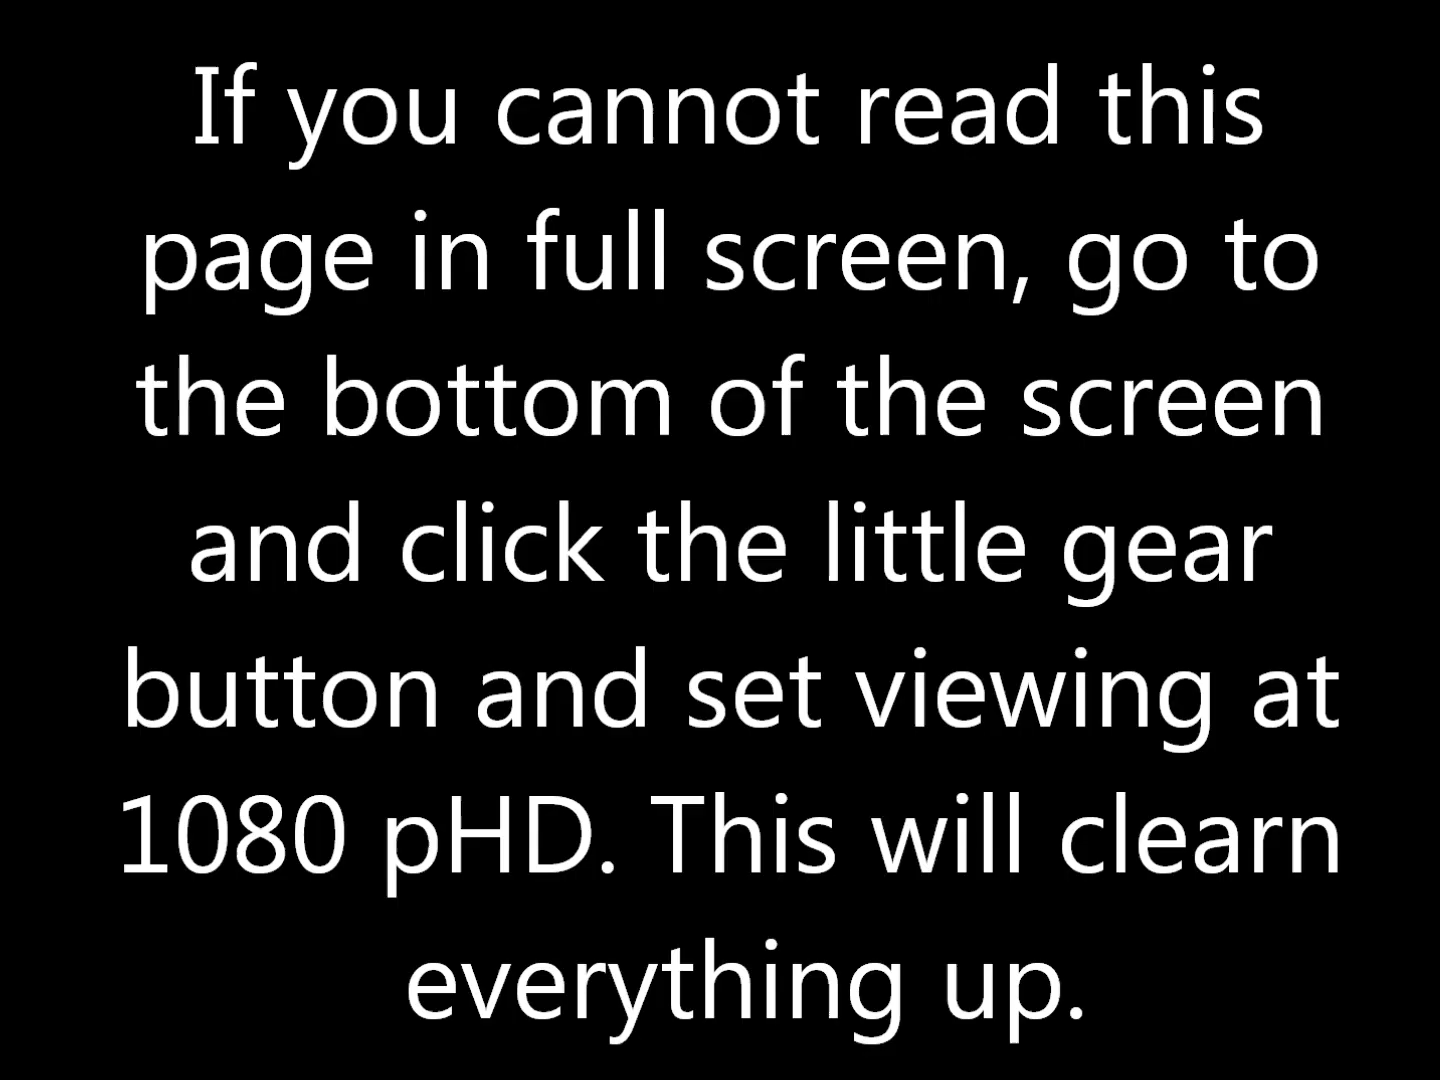 If you cannot read this
page in full screen, go to
the bottom of the screen
and click the little gear
button and set viewing at
1080 pHD. This will clearn
everything up.